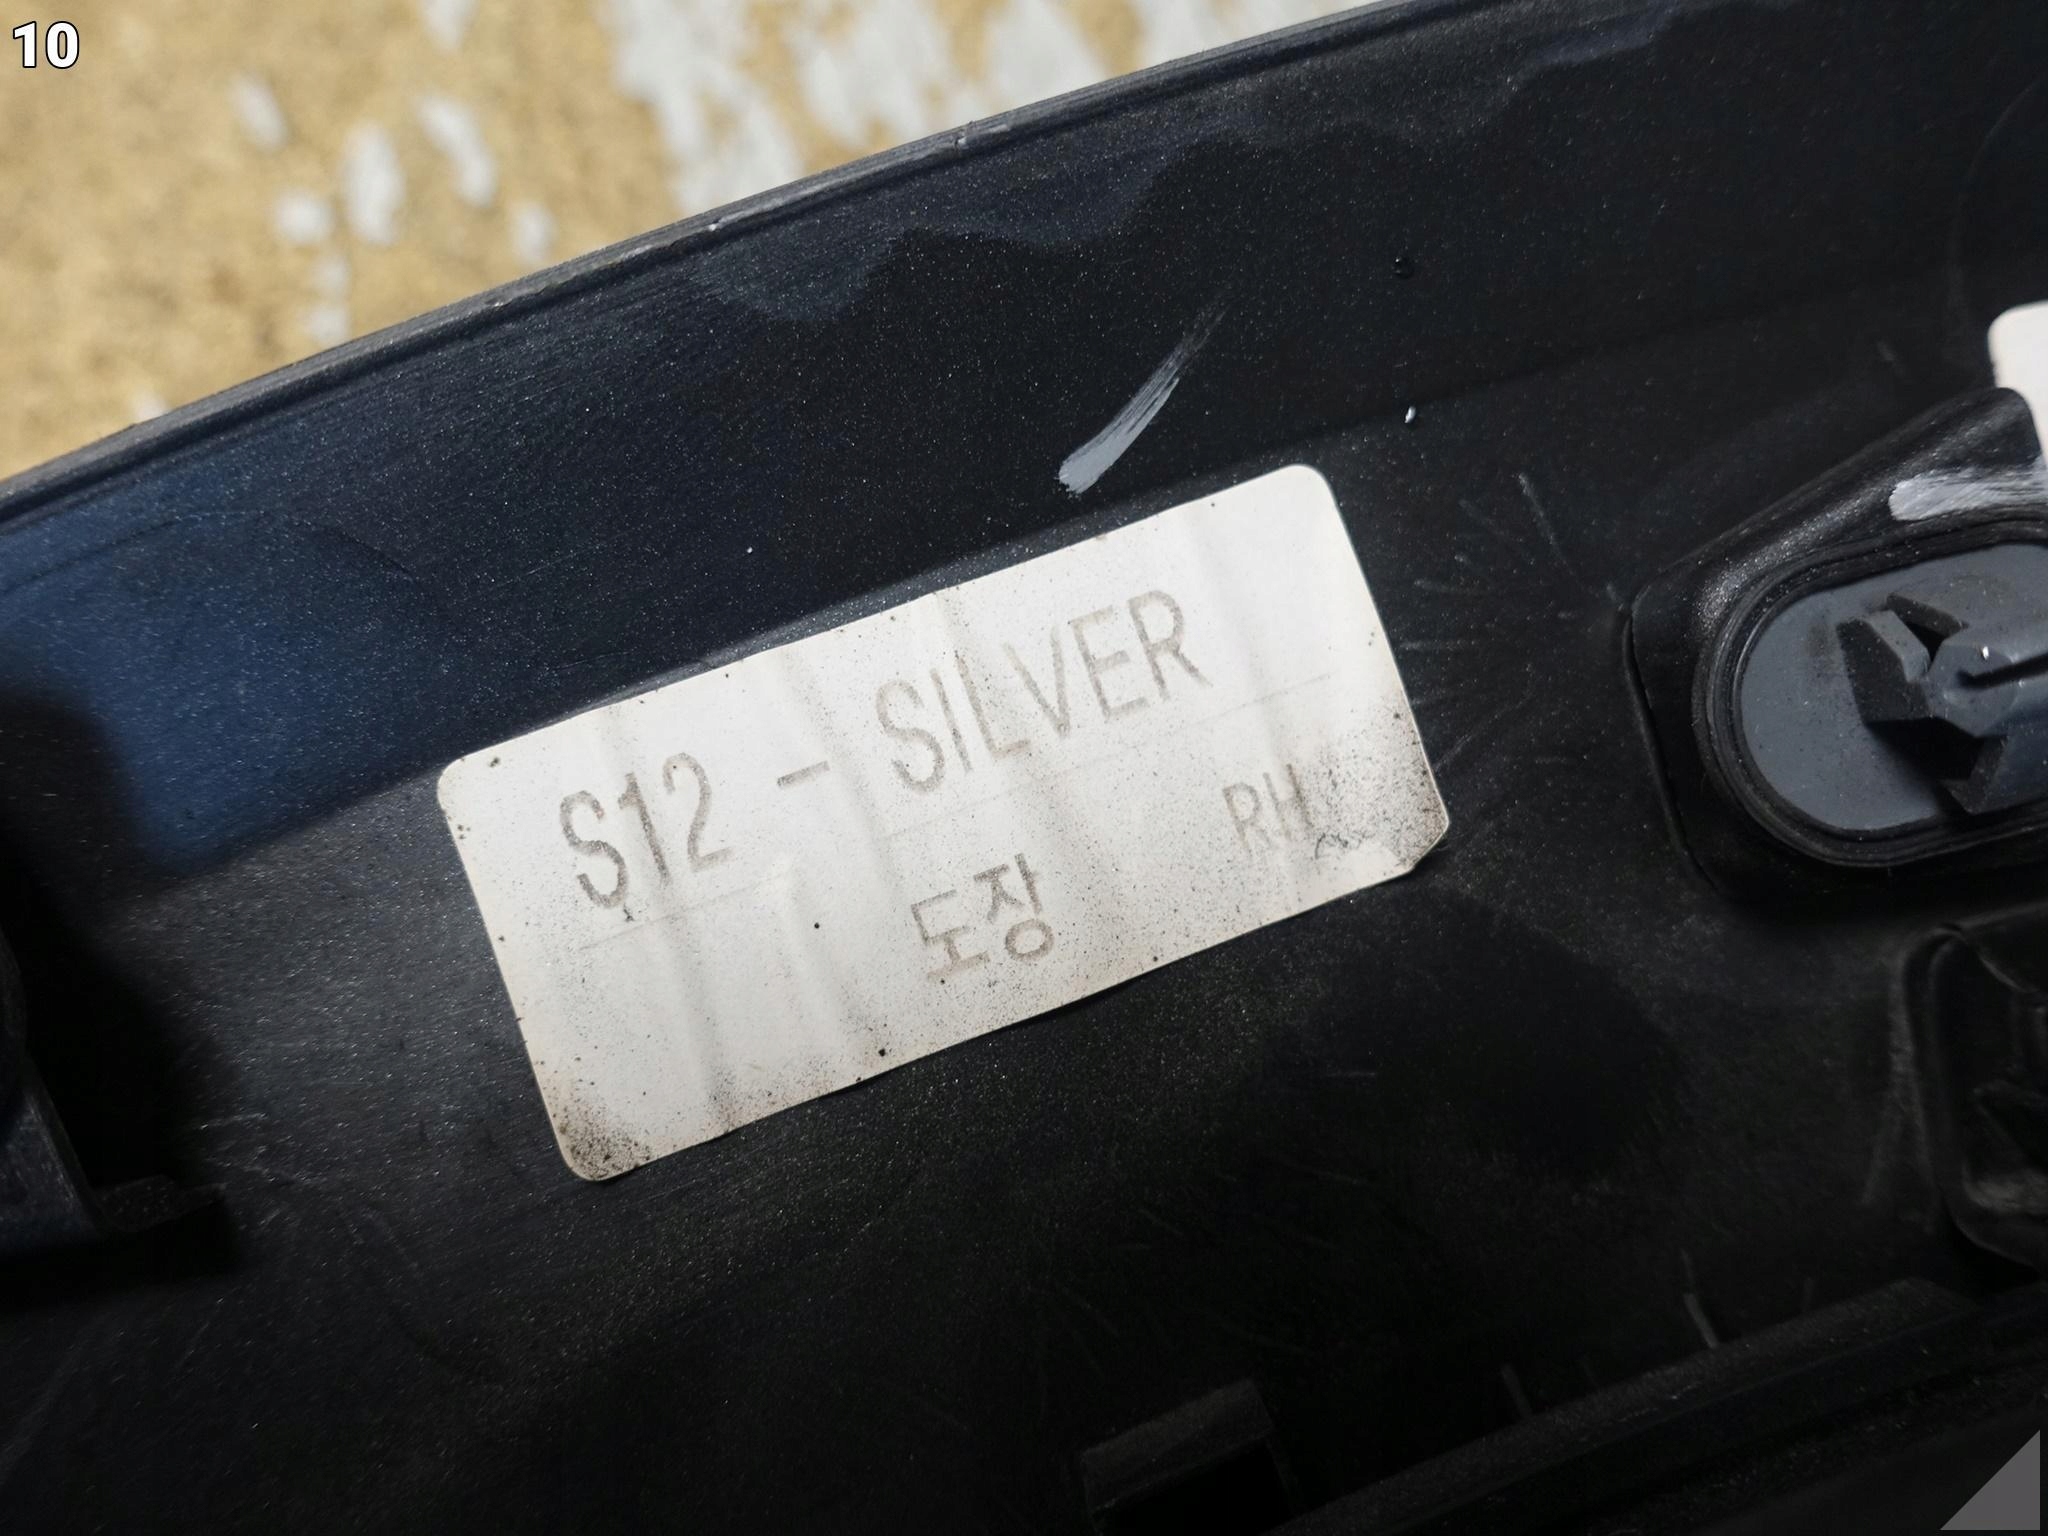 10
S12 - SILVER
RH
도장